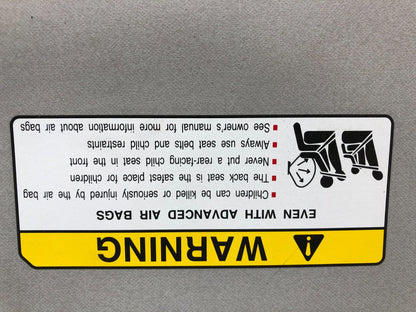 WARNING
EVEN WITH ADVANCED AIR BAGS
Children can be killed or seriously injured by the air bag
The back seat is the safest place for children
Never put a rear-facing child seat in the front
Always use seat belts and child restraints
See owner's manual for more information about air bags